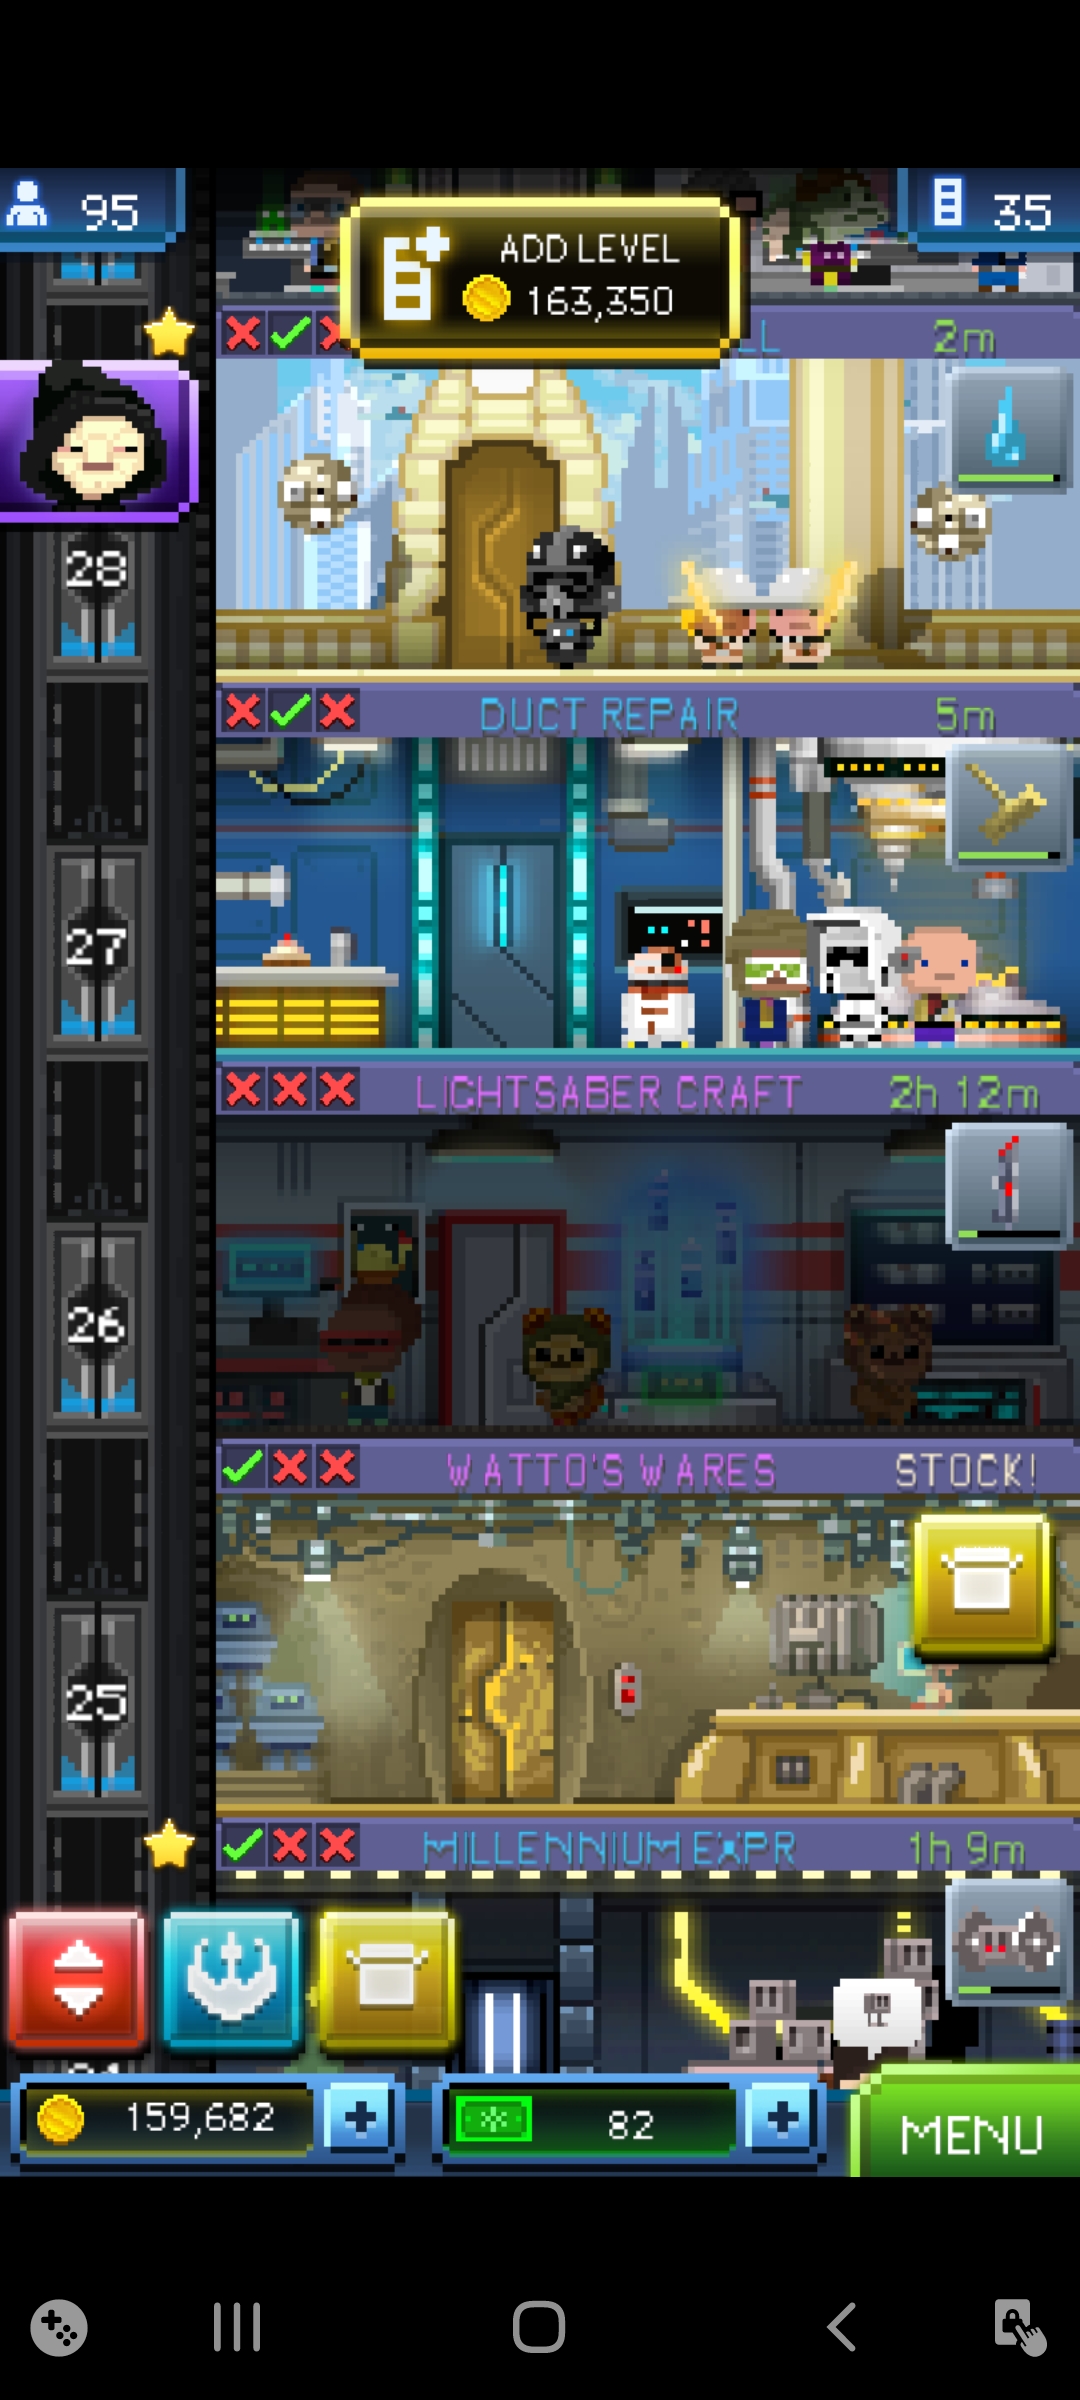 95
ADD LEVEL
163,350
35
2m
28
DUCT REPAIR
5m
27
LIGHTSABER CRAFT
2h 12m
26
WATTO'S WARES
STOCK!
25
MILLENNIUM EXPR
1h 9m
159,682
82
MENU